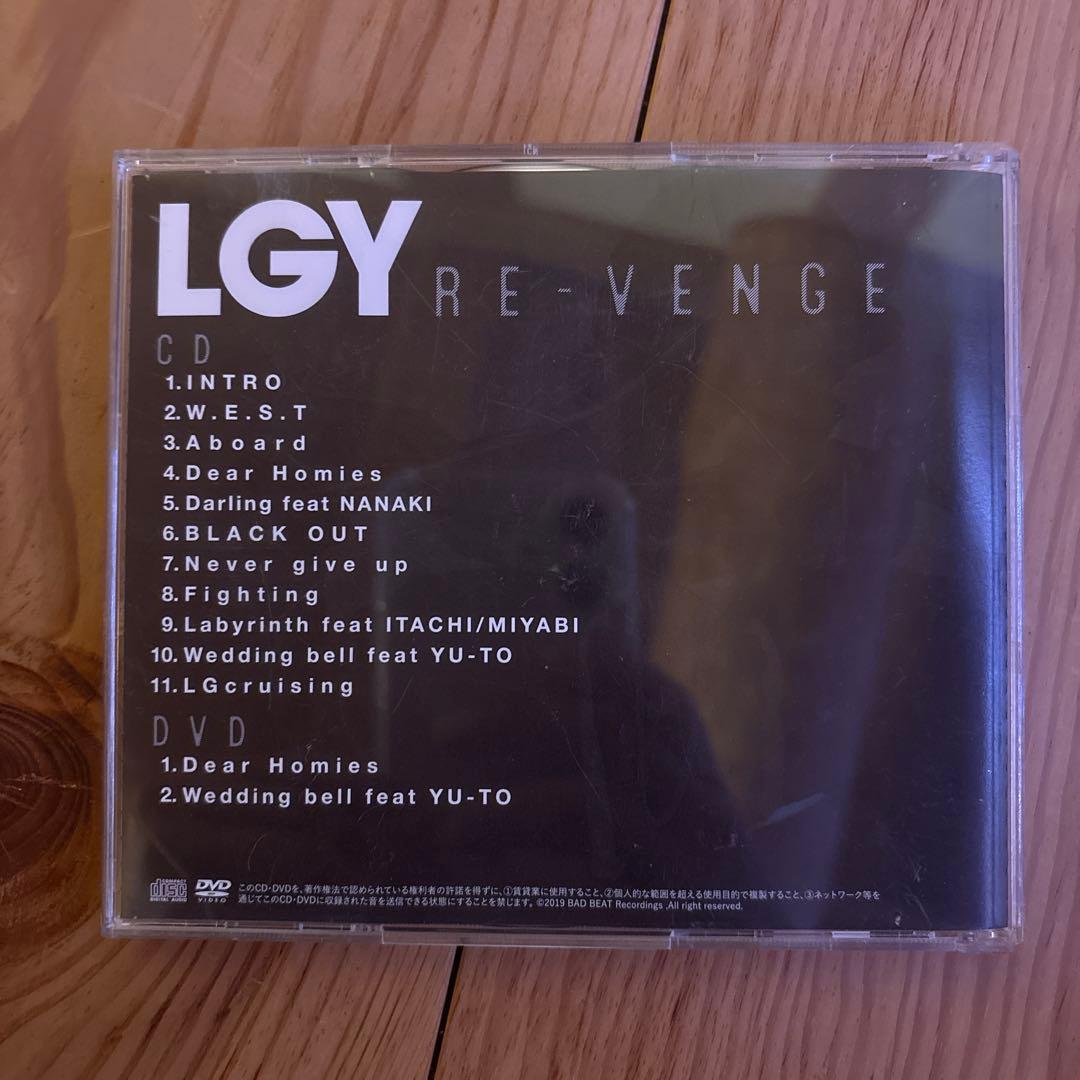 LGY RE-VENGE
CD
1.INTRO
2.W.E.S.T
3.Aboard
4.Dear Homies
5.Darling feat NANAKI
6.BLACK OUT
7.Never give up
8.Fighting
9.Labyrinth feat ITACHI/MIYABI
10.Wedding bell feat YU-TO
11.LGcruising
DVD
1.Dear Homies
2.Wedding bell feat YU-TO
COMPACT
disc
DIGITAL AUDIO
DVD
VIDEO
このCD・DVDを、著作権法で認められている権利者の許諾を得ずに、①賃貸業に使用すること、②個人的な範囲を超える使用目的で複製すること、③ネットワーク等を
通じてこのCD・DVDに収録された音を送信できる状態にすることを禁じます。©2019 BAD BEAT Recordings ,All right reserved.